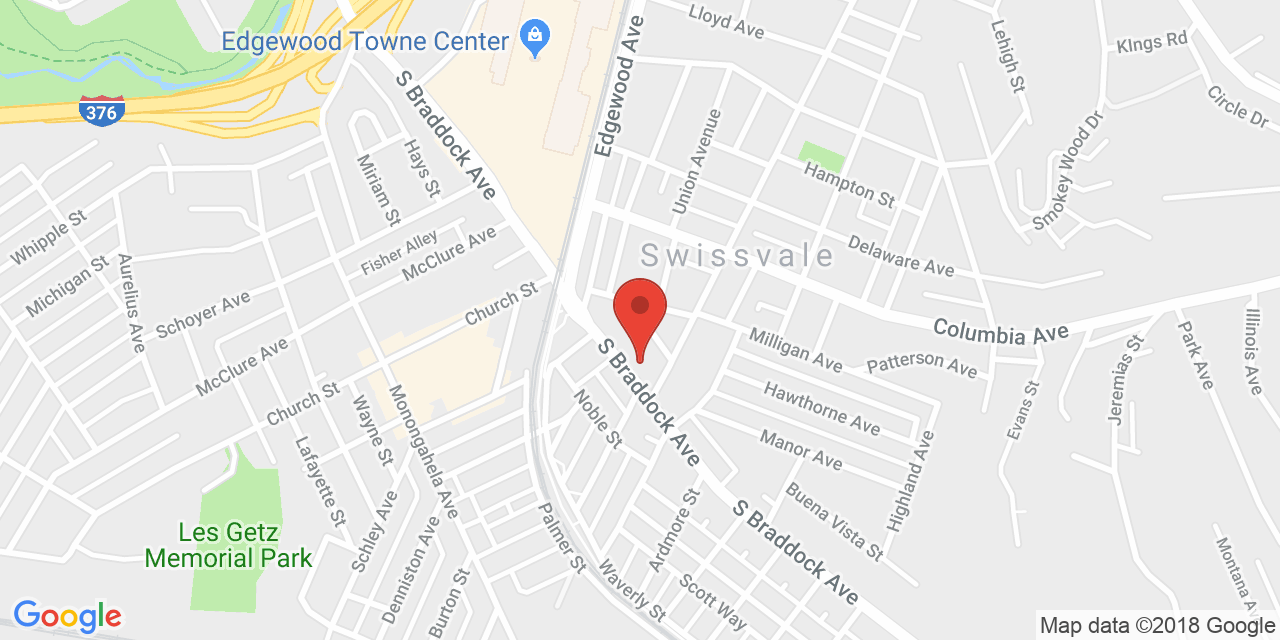 Lloyd Ave
Lehigh St
KIngs Rd
Edgewood Towne Center
Edgewood Ave
S Braddock Ave
376
Circle Dr
Union Avenue
Hays St
Miriam St
Hampton St
Smokey Wood Dr
Whipple St
Fisher Alley
McClure Ave
Swissvale
Delaware Ave
Michigan St
Aurelius Ave
Schoyer Ave
Church St
Columbia Ave
Illinois Ave
McClure Ave
S Braddock Ave
Milligan Ave
Patterson Ave
Park Ave
Jeremias St
Church St
Wayne St
Monongahela Ave
Noble St
Hawthorne Ave
Evans St
Manor Ave
Highland Ave
Lafayette St
Schley Ave
Buena Vista St
Les Getz
Memorial Park
Denniston Ave
Palmer St
Ardmore St
S Braddock Ave
Burton St
Waverly St
Scott Way
Montana Ave
Google
Map data ©2018 Google